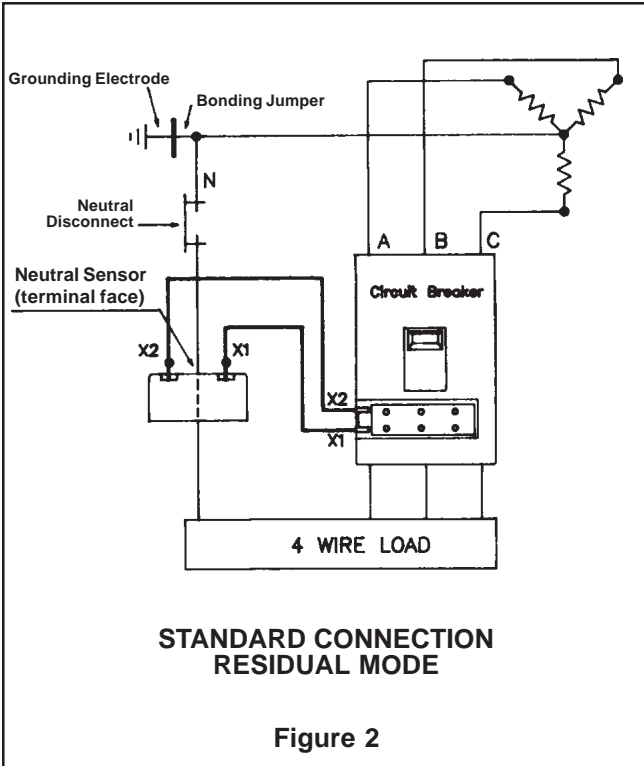 Grounding Electrode
Bonding Jumper
N
Neutral
Disconnect
A B C
Neutral Sensor
(terminal face)
Circuit Breaker
X2 X1
X2
X1
4 WIRE LOAD
STANDARD CONNECTION
RESIDUAL MODE
Figure 2